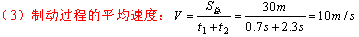 (3)制动过程的平均速度：V = S总 / (t1 + t2) = 30m / (0.7s + 2.3s) = 10m / s